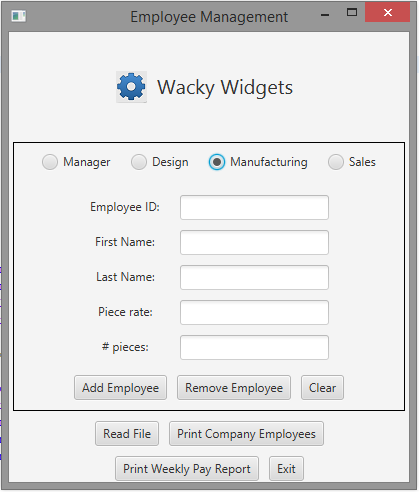 Employee Management
Wacky Widgets
Manager Design Manufacturing Sales
Employee ID:
First Name:
Last Name:
Piece rate:
# pieces:
Add Employee Remove Employee Clear
Read File Print Company Employees
Print Weekly Pay Report Exit